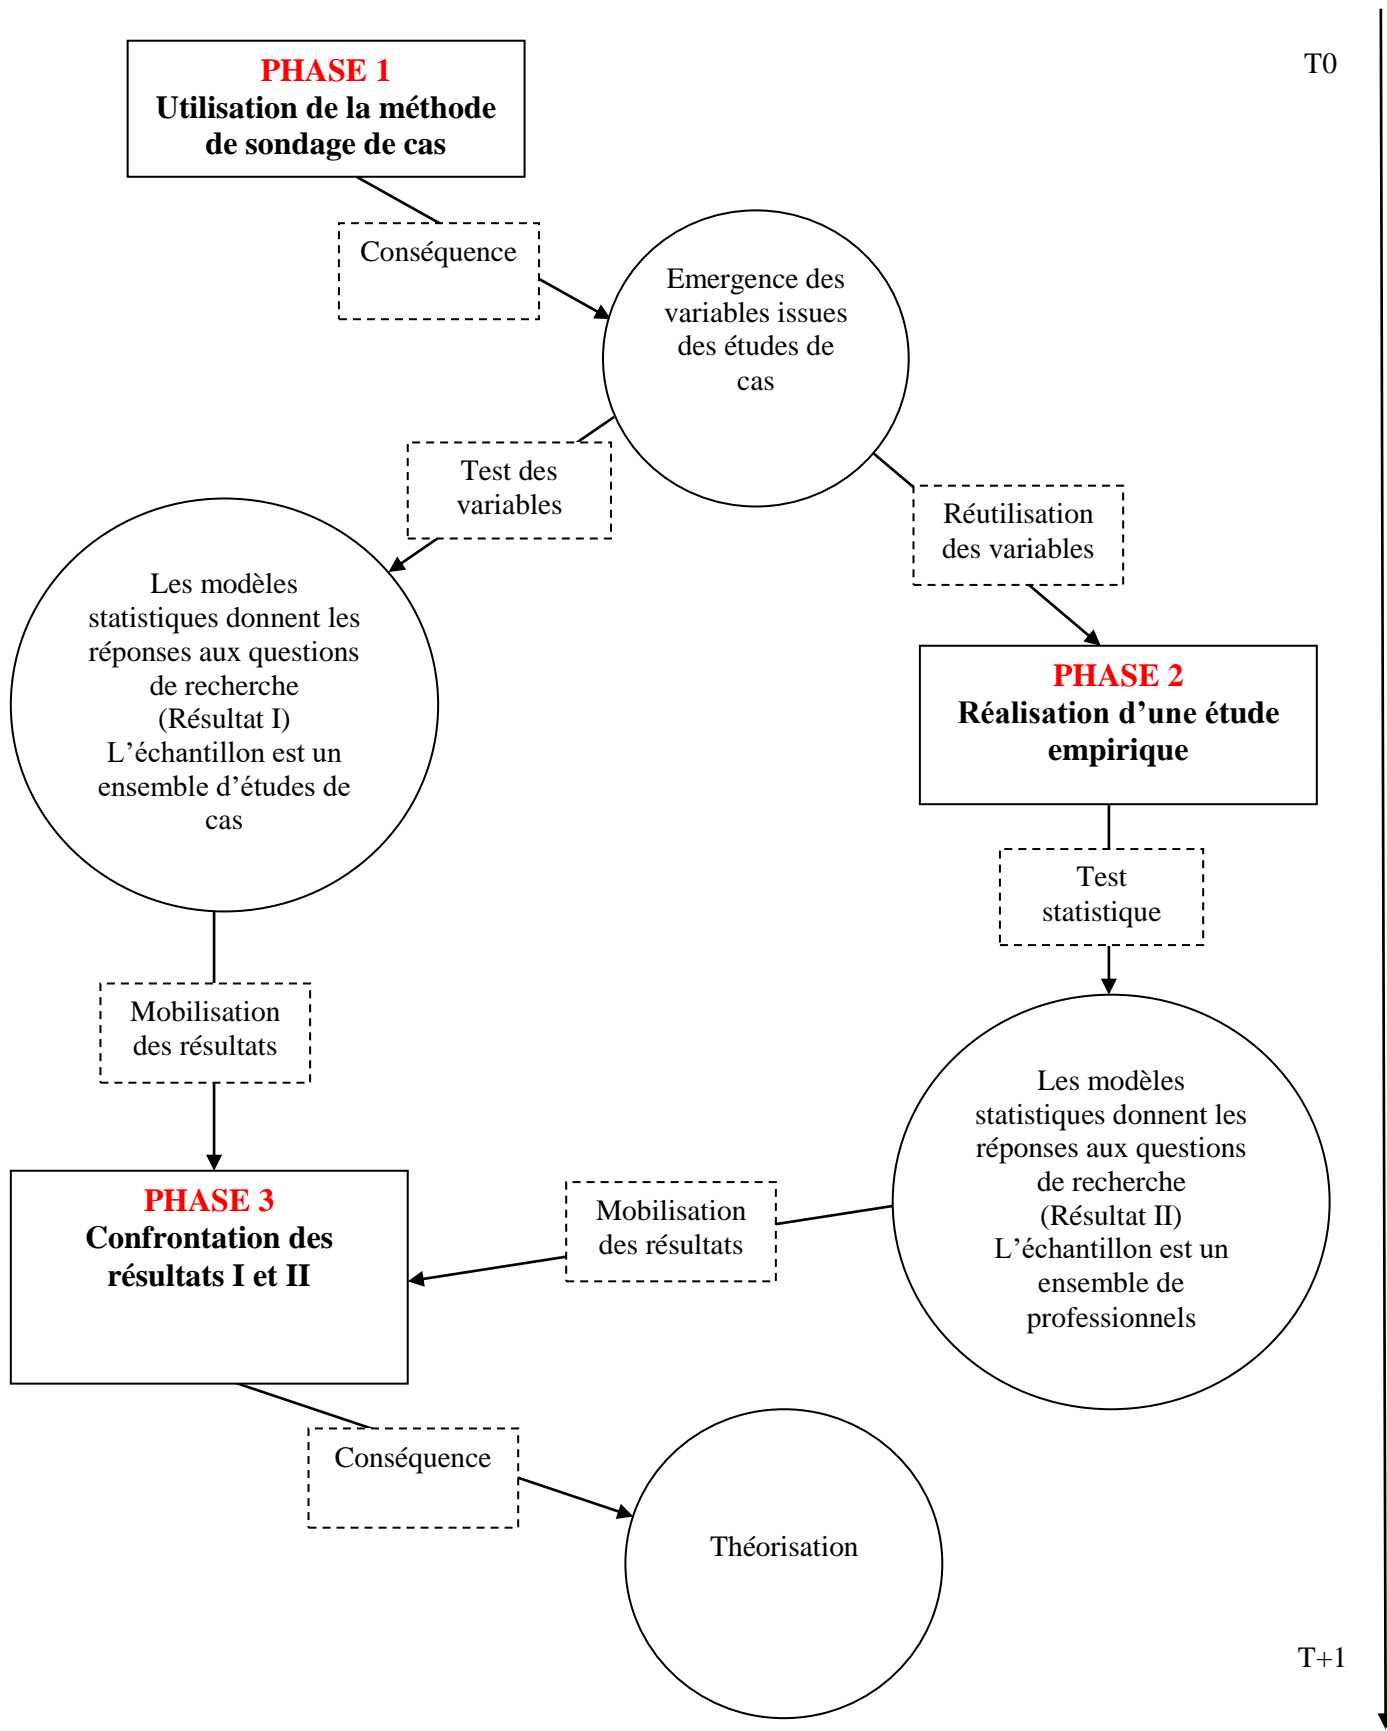 T0
PHASE 1
Utilisation de la méthode
de sondage de cas
Conséquence
Emergence des
variables issues
des études de
cas
Test des
variables
Réutilisation
des variables
Les modèles
statistiques donnent les
réponses aux questions
de recherche
(Résultat I)
L’échantillon est un
ensemble d’études de
cas
PHASE 2
Réalisation d’une étude
empirique
Test
statistique
Mobilisation
des résultats
Les modèles
statistiques donnent les
réponses aux questions
de recherche
(Résultat II)
L’échantillon est un
ensemble de
professionnels
PHASE 3
Confrontation des
résultats I et II
Mobilisation
des résultats
Conséquence
Théorisation
T+1